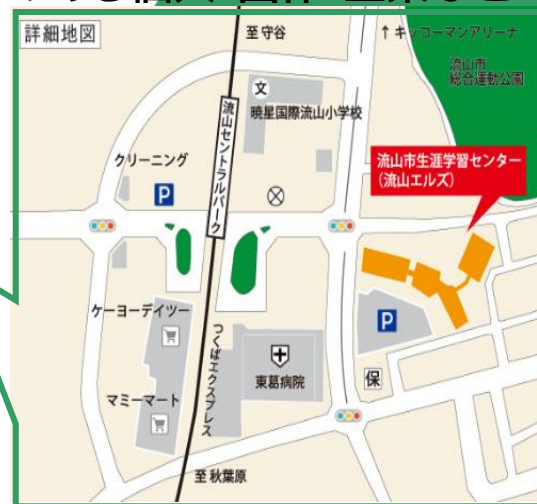 詳細地図
至 守谷
↑ キッコーマンアリーナ
流山市
総合運動公園
文
暁星国際流山小学校
流山セントラルパーク
クリーニング
P
流山市生涯学習センター
(流山エルズ)
ケーヨーデイツー
つくばエクスプレス
P
東葛病院
保
マミーマート
至 秋葉原